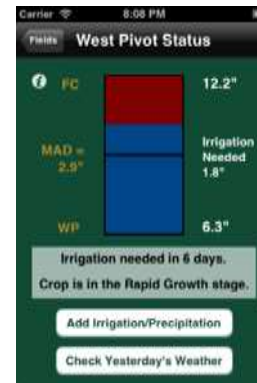 Carrier 8:08 PM
Fields West Pivot Status
FC 12.2"
MAD = 2.9"
Irrigation
Needed
1.8"
WP 6.3"
Irrigation needed in 6 days.
Crop is in the Rapid Growth stage.
Add Irrigation/Precipitation
Check Yesterday's Weather